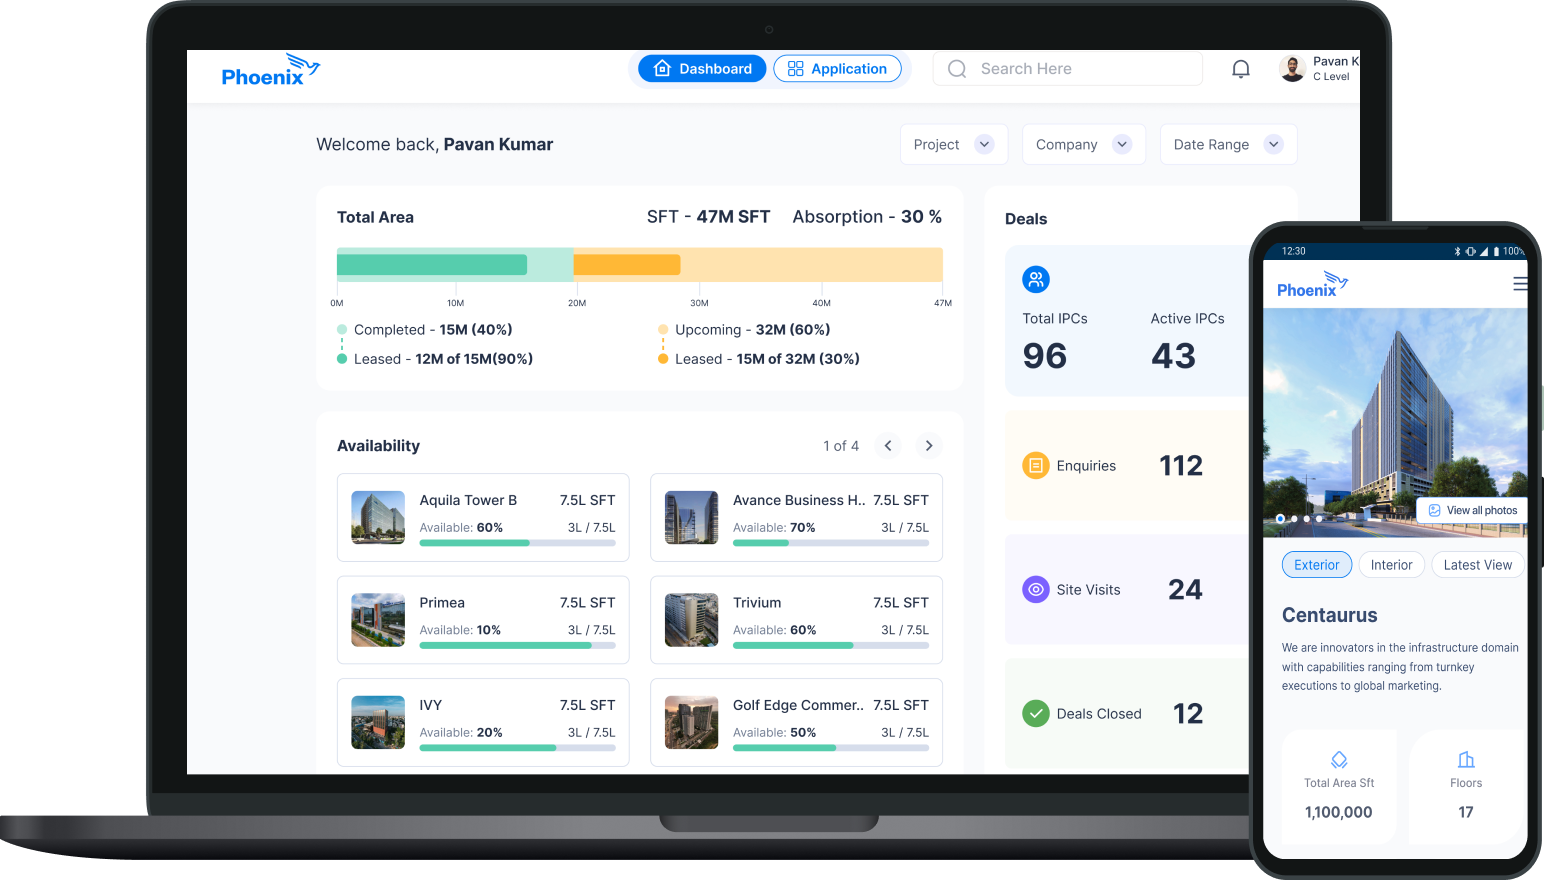 Phoenix
Dashboard
Application
Search Here
Pavan K
C Level
Welcome back, Pavan Kumar
Project
Company
Date Range
Total Area
SFT - 47M SFT
Absorption - 30 %
0M 10M 20M 30M 40M 47M
Completed - 15M (40%)
Upcoming - 32M (60%)
Leased - 12M of 15M(90%)
Leased - 15M of 32M (30%)
Availability
1 of 4
Aquila Tower B 7.5L SFT
Available: 60% 3L / 7.5L
Avance Business H.. 7.5L SFT
Available: 70% 3L / 7.5L
Primea 7.5L SFT
Available: 10% 3L / 7.5L
Trivium 7.5L SFT
Available: 60% 3L / 7.5L
IVY 7.5L SFT
Available: 20% 3L / 7.5L
Golf Edge Commer.. 7.5L SFT
Available: 50% 3L / 7.5L
Deals
Total IPCs
96
Active IPCs
43
Enquiries 112
Site Visits 24
Deals Closed 12
12:30
100%
Phoenix
View all photos
Exterior
Interior
Latest View
Centaurus
We are innovators in the infrastructure domain
with capabilities ranging from turnkey
executions to global marketing.
Total Area Sft
1,100,000
Floors
17